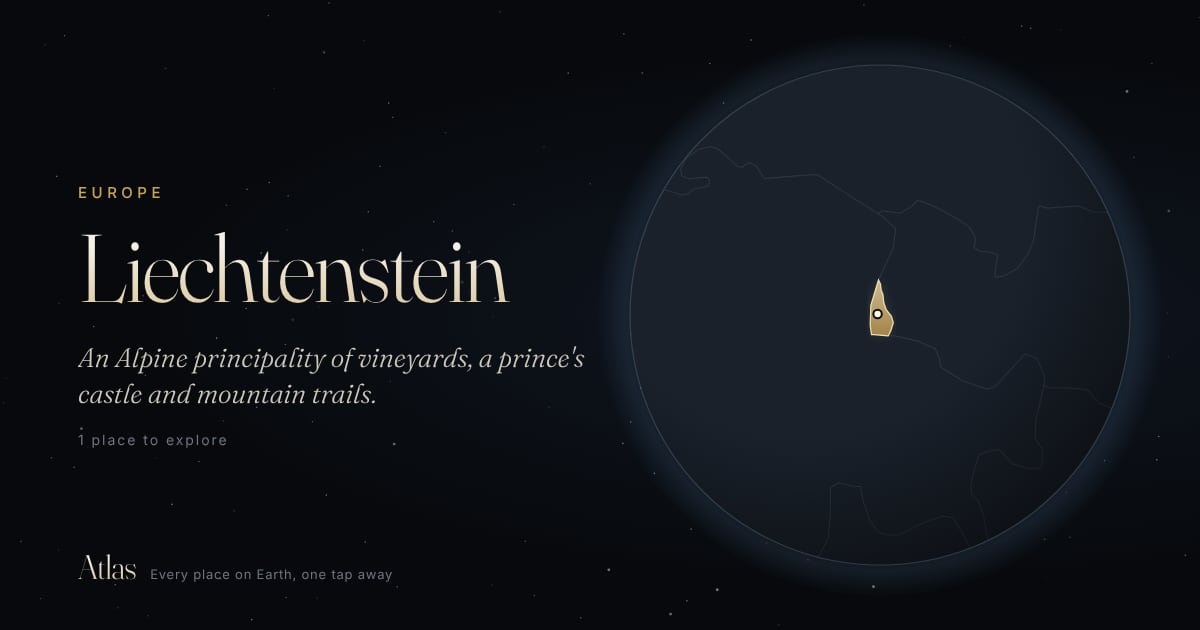 EUROPE
Liechtenstein
An Alpine principality of vineyards, a prince's
castle and mountain trails.
1 place to explore
Atlas Every place on Earth, one tap away